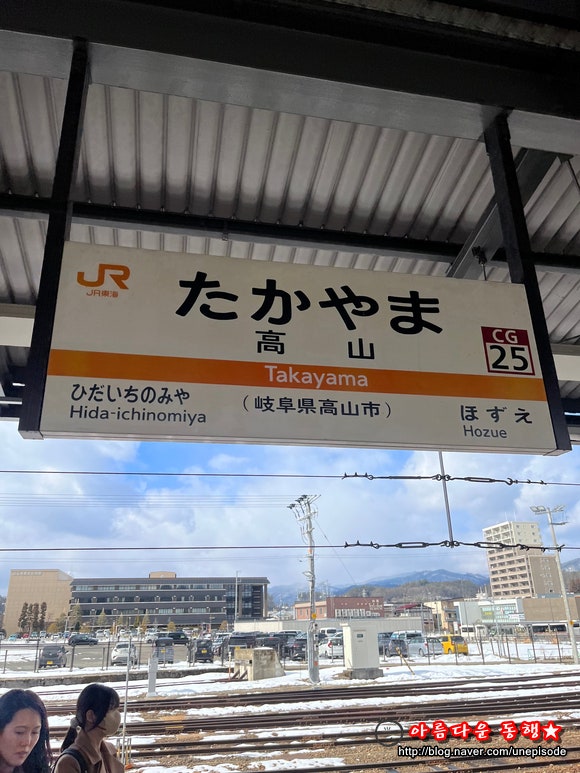 JR
JR東海
たかやま
高山
CG
25
Takayama
ひだいちのみや
Hida-ichinomiya
(岐阜県高山市)
ほずえ
Hozue
아름다운 동행★
http://blog.naver.com/unepisode